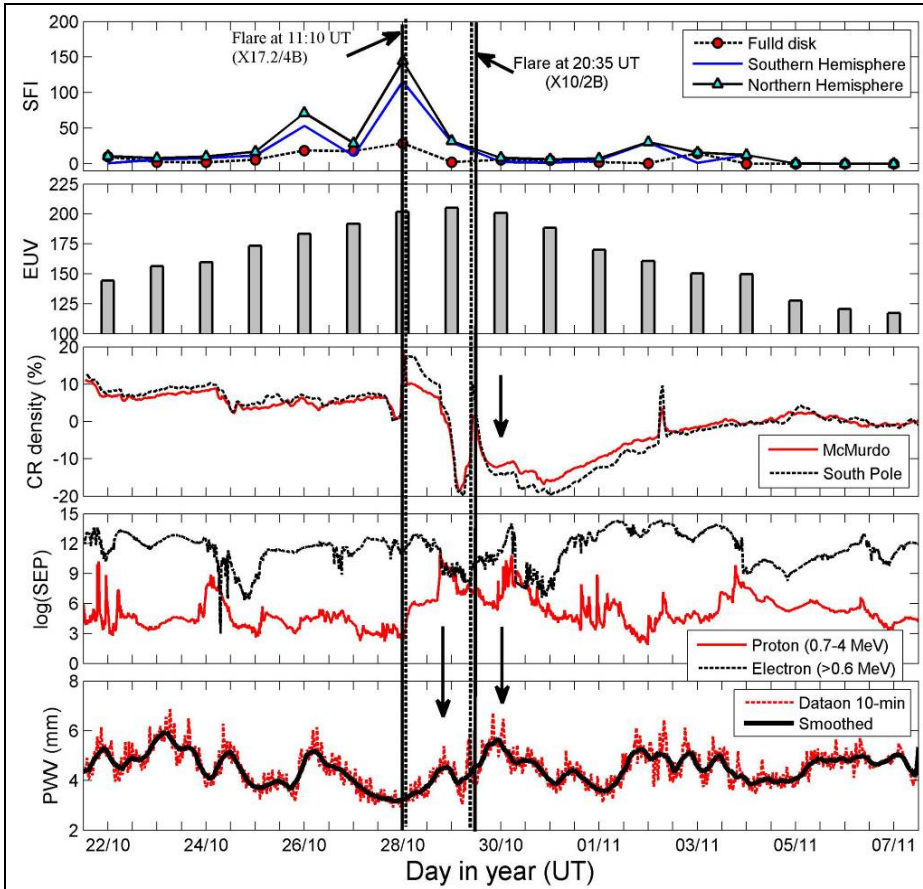 200
150
100
50
0
SFI
Flare at 11:10 UT
(X17.2/4B)
Flare at 20:35 UT
(X10/2B)
Fulld disk
Southern Hemisphere
Northern Hemisphere
225
200
175
150
125
100
EUV
20
10
0
-10
-20
CR density (%)
McMurdo
South Pole
15
12
9
6
3
0
log(SEP)
Proton (0.7-4 MeV)
Electron (>0.6 MeV)
8
6
4
2
PWV (mm)
Dataon 10-min
Smoothed
22/10 24/10 26/10 28/10 30/10 01/11 03/11 05/11 07/11
Day in year (UT)